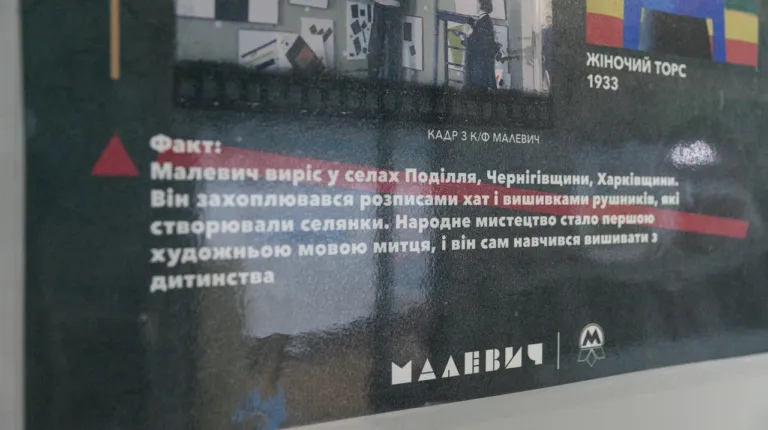 ЖІНОЧИЙ ТОРС
1933
КАДР З К/Ф МАЛЕВИЧ
Факт:
Малевич виріс у селах Поділля, Чернігівщини, Харківщини.
Він захоплювався розписами хат і вишивками рушників, які
створювали селянки. Народне мистецтво стало першою
художньою мовою митця, і він сам навчився вишивати з
дитинства
МАЛЕВИЧ
М